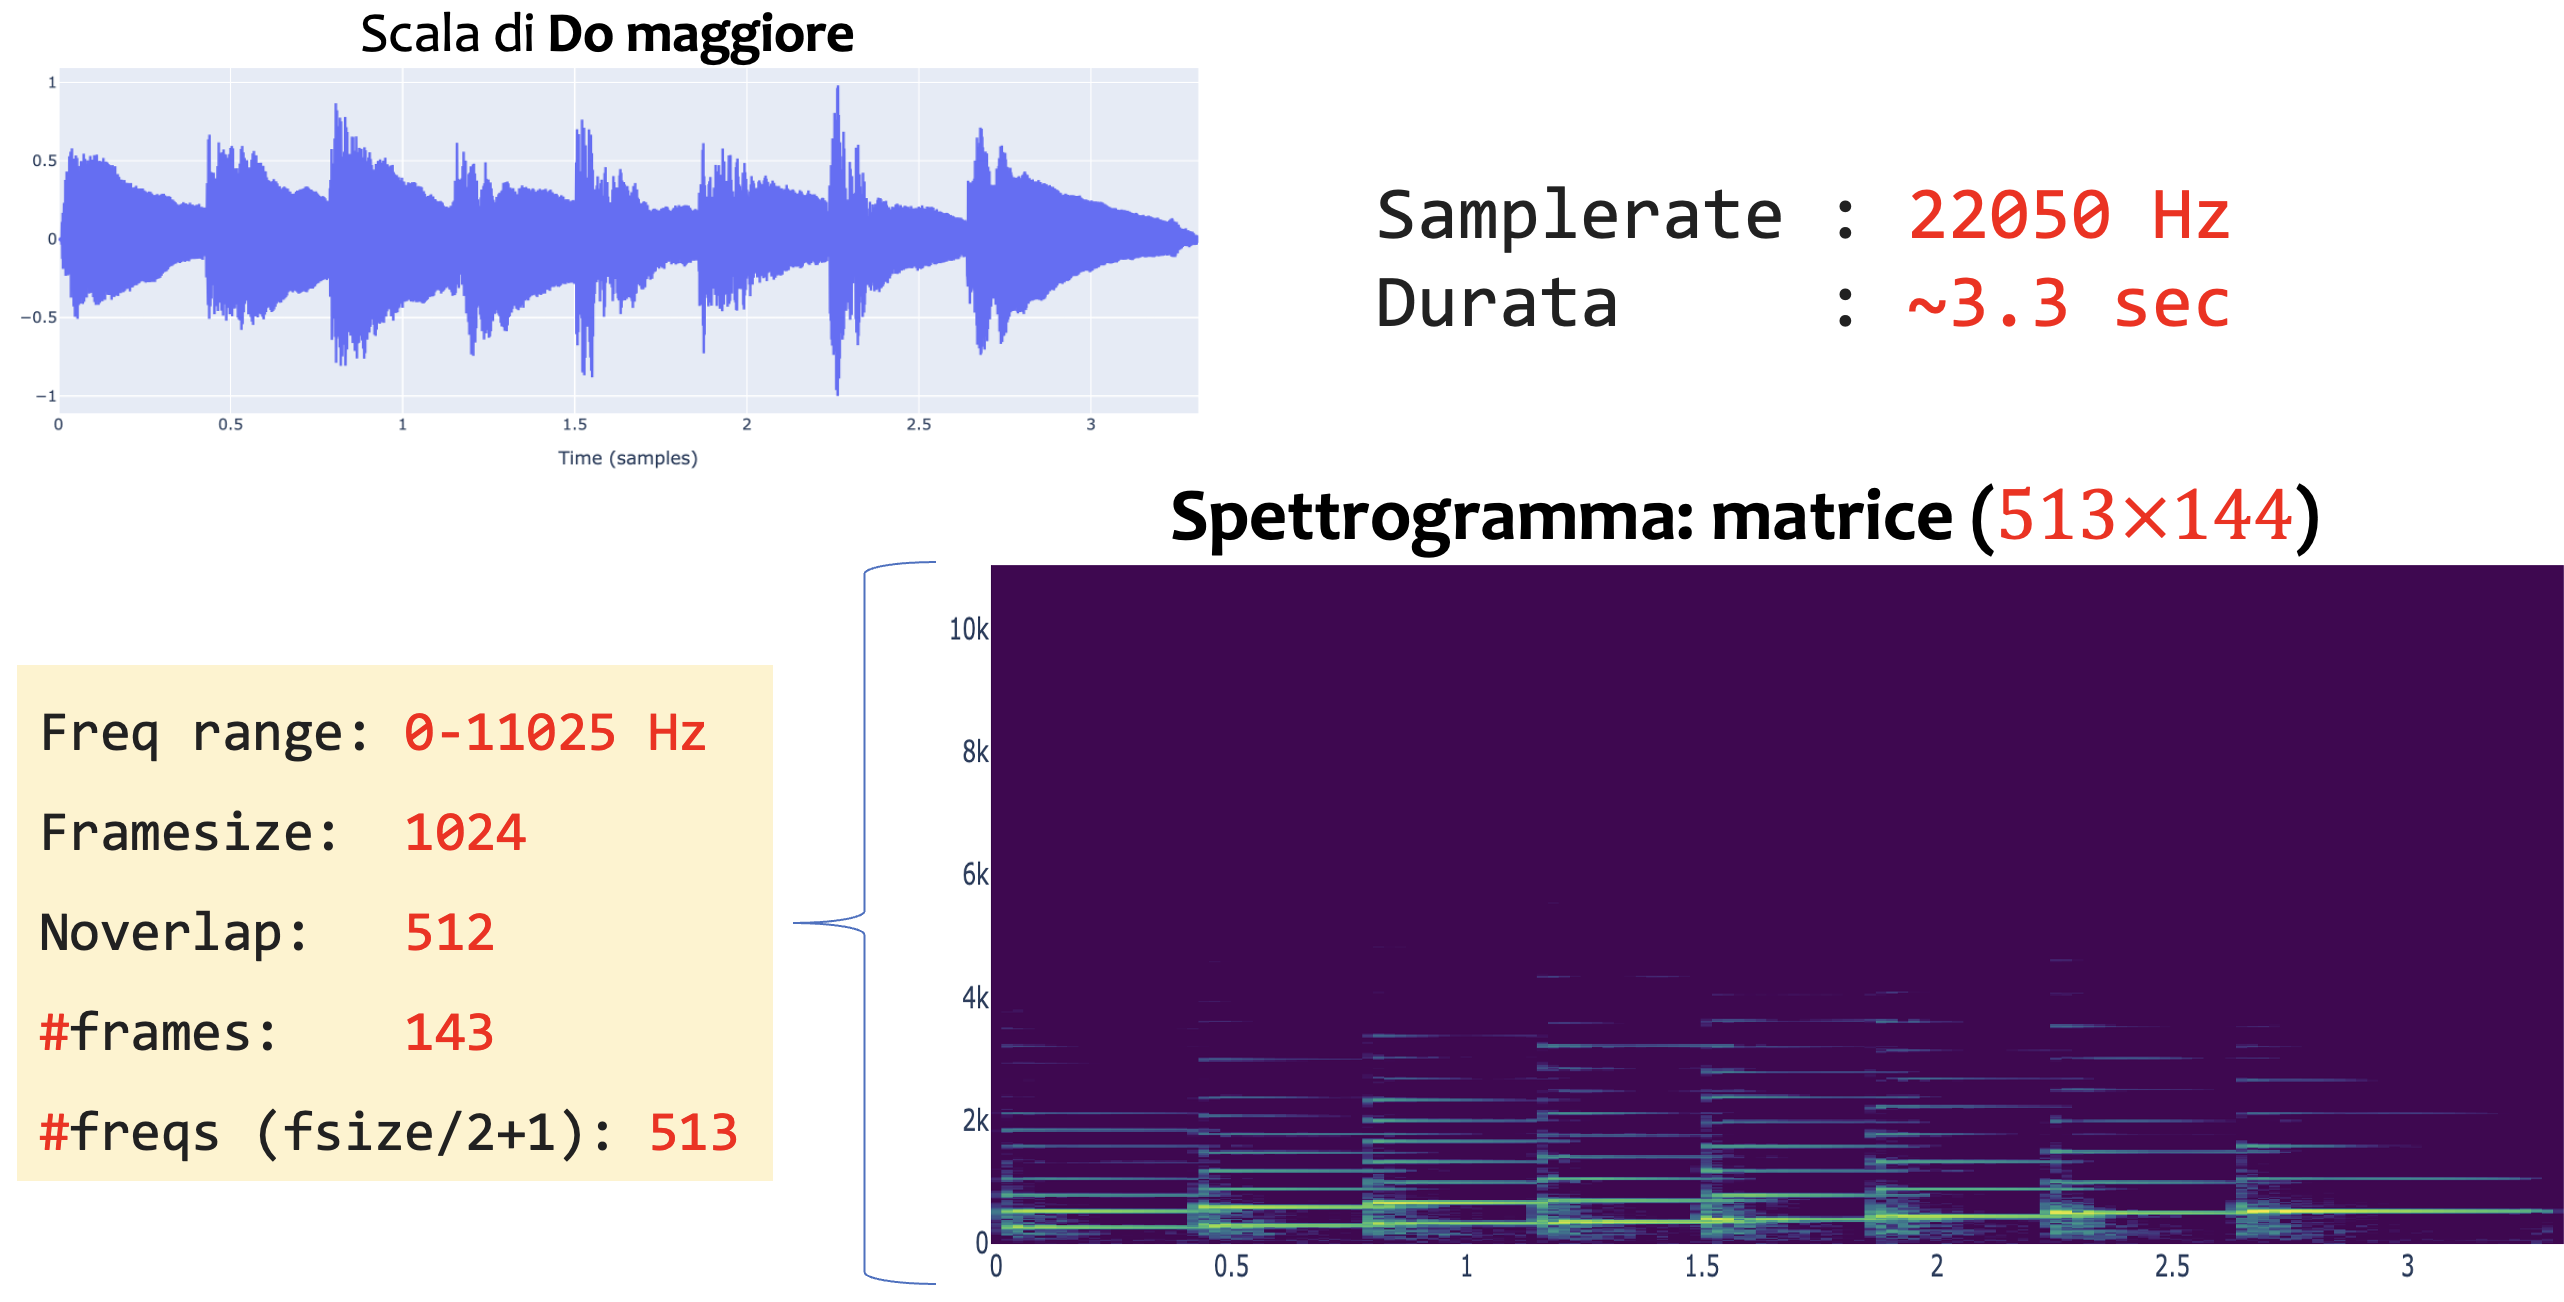 Scala di Do maggiore
1
0.5
0
−0.5
−1
0 0.5 1 1.5 2 2.5 3
Time (samples)
Samplerate : 22050 Hz
Durata : ~3.3 sec
Spettrogramma: matrice (513×144)
Freq range: 0-11025 Hz
Framesize: 1024
Noverlap: 512
#frames: 143
#freqs (fsize/2+1): 513
10k
8k
6k
4k
2k
0
0 0.5 1 1.5 2 2.5 3